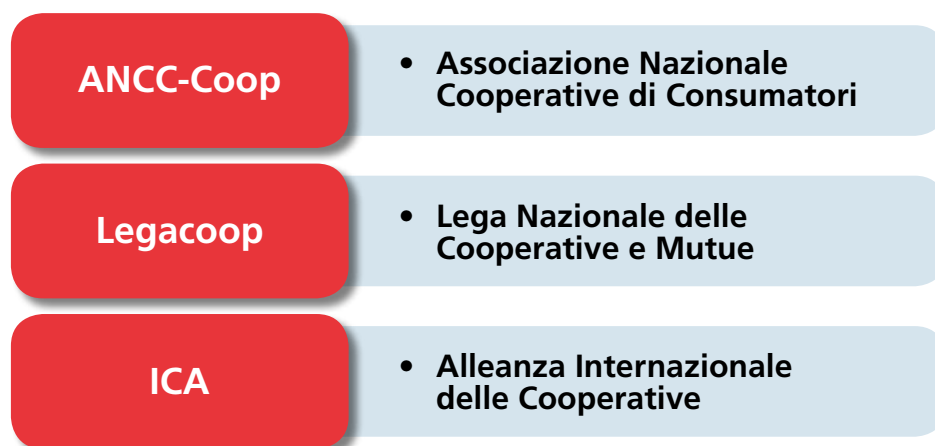 ANCC-Coop
• Associazione Nazionale
Cooperative di Consumatori
Legacoop
• Lega Nazionale delle
Cooperative e Mutue
ICA
• Alleanza Internazionale
delle Cooperative